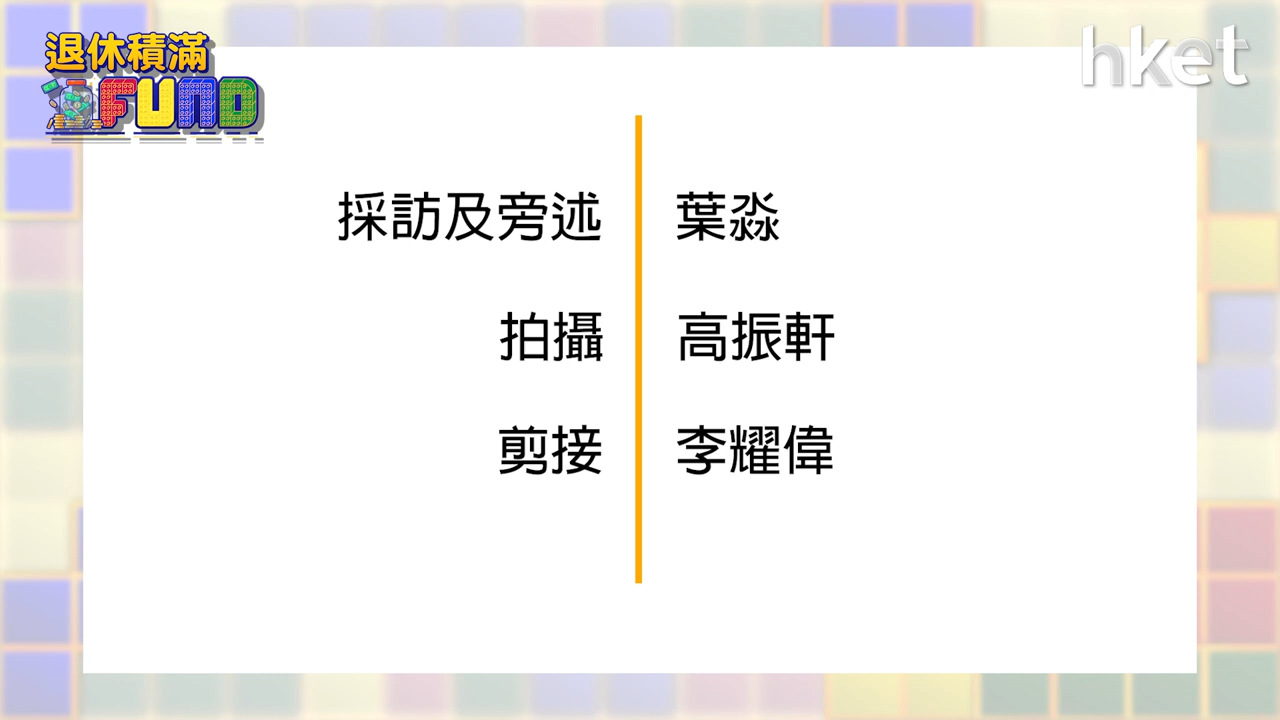 退休積滿
FUND
hket
採訪及旁述 葉淼
拍攝 高振軒
剪接 李耀偉